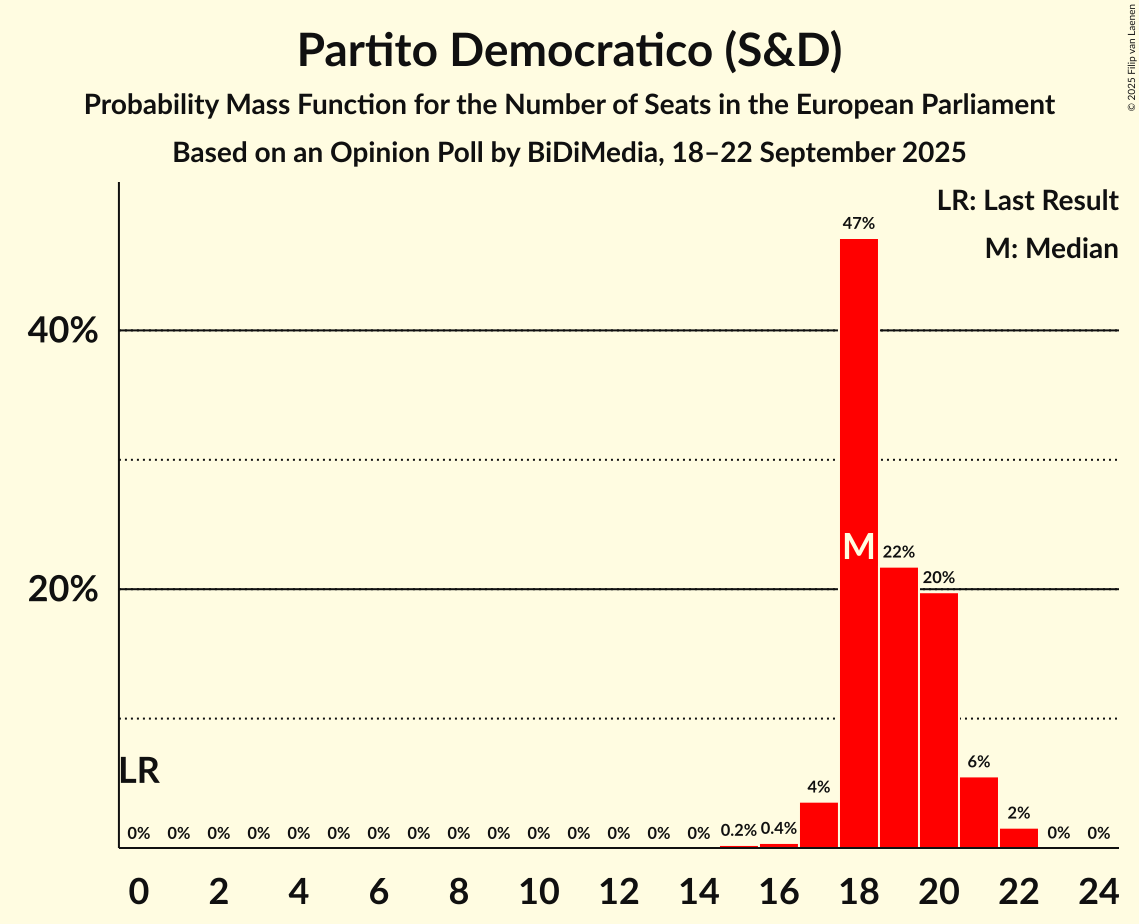 Partito Democratico (S&D)
Probability Mass Function for the Number of Seats in the European Parliament
Based on an Opinion Poll by BiDiMedia, 18–22 September 2025
© 2025 Filip van Laenen
LR: Last Result
M: Median
47%
40%
M
22%
20%
20%
LR
6%
4%
2%
0% 0% 0% 0% 0% 0% 0% 0% 0% 0% 0% 0% 0% 0% 0% 0.2% 0.4% 0% 0%
0 2 4 6 8 10 12 14 16 18 20 22 24